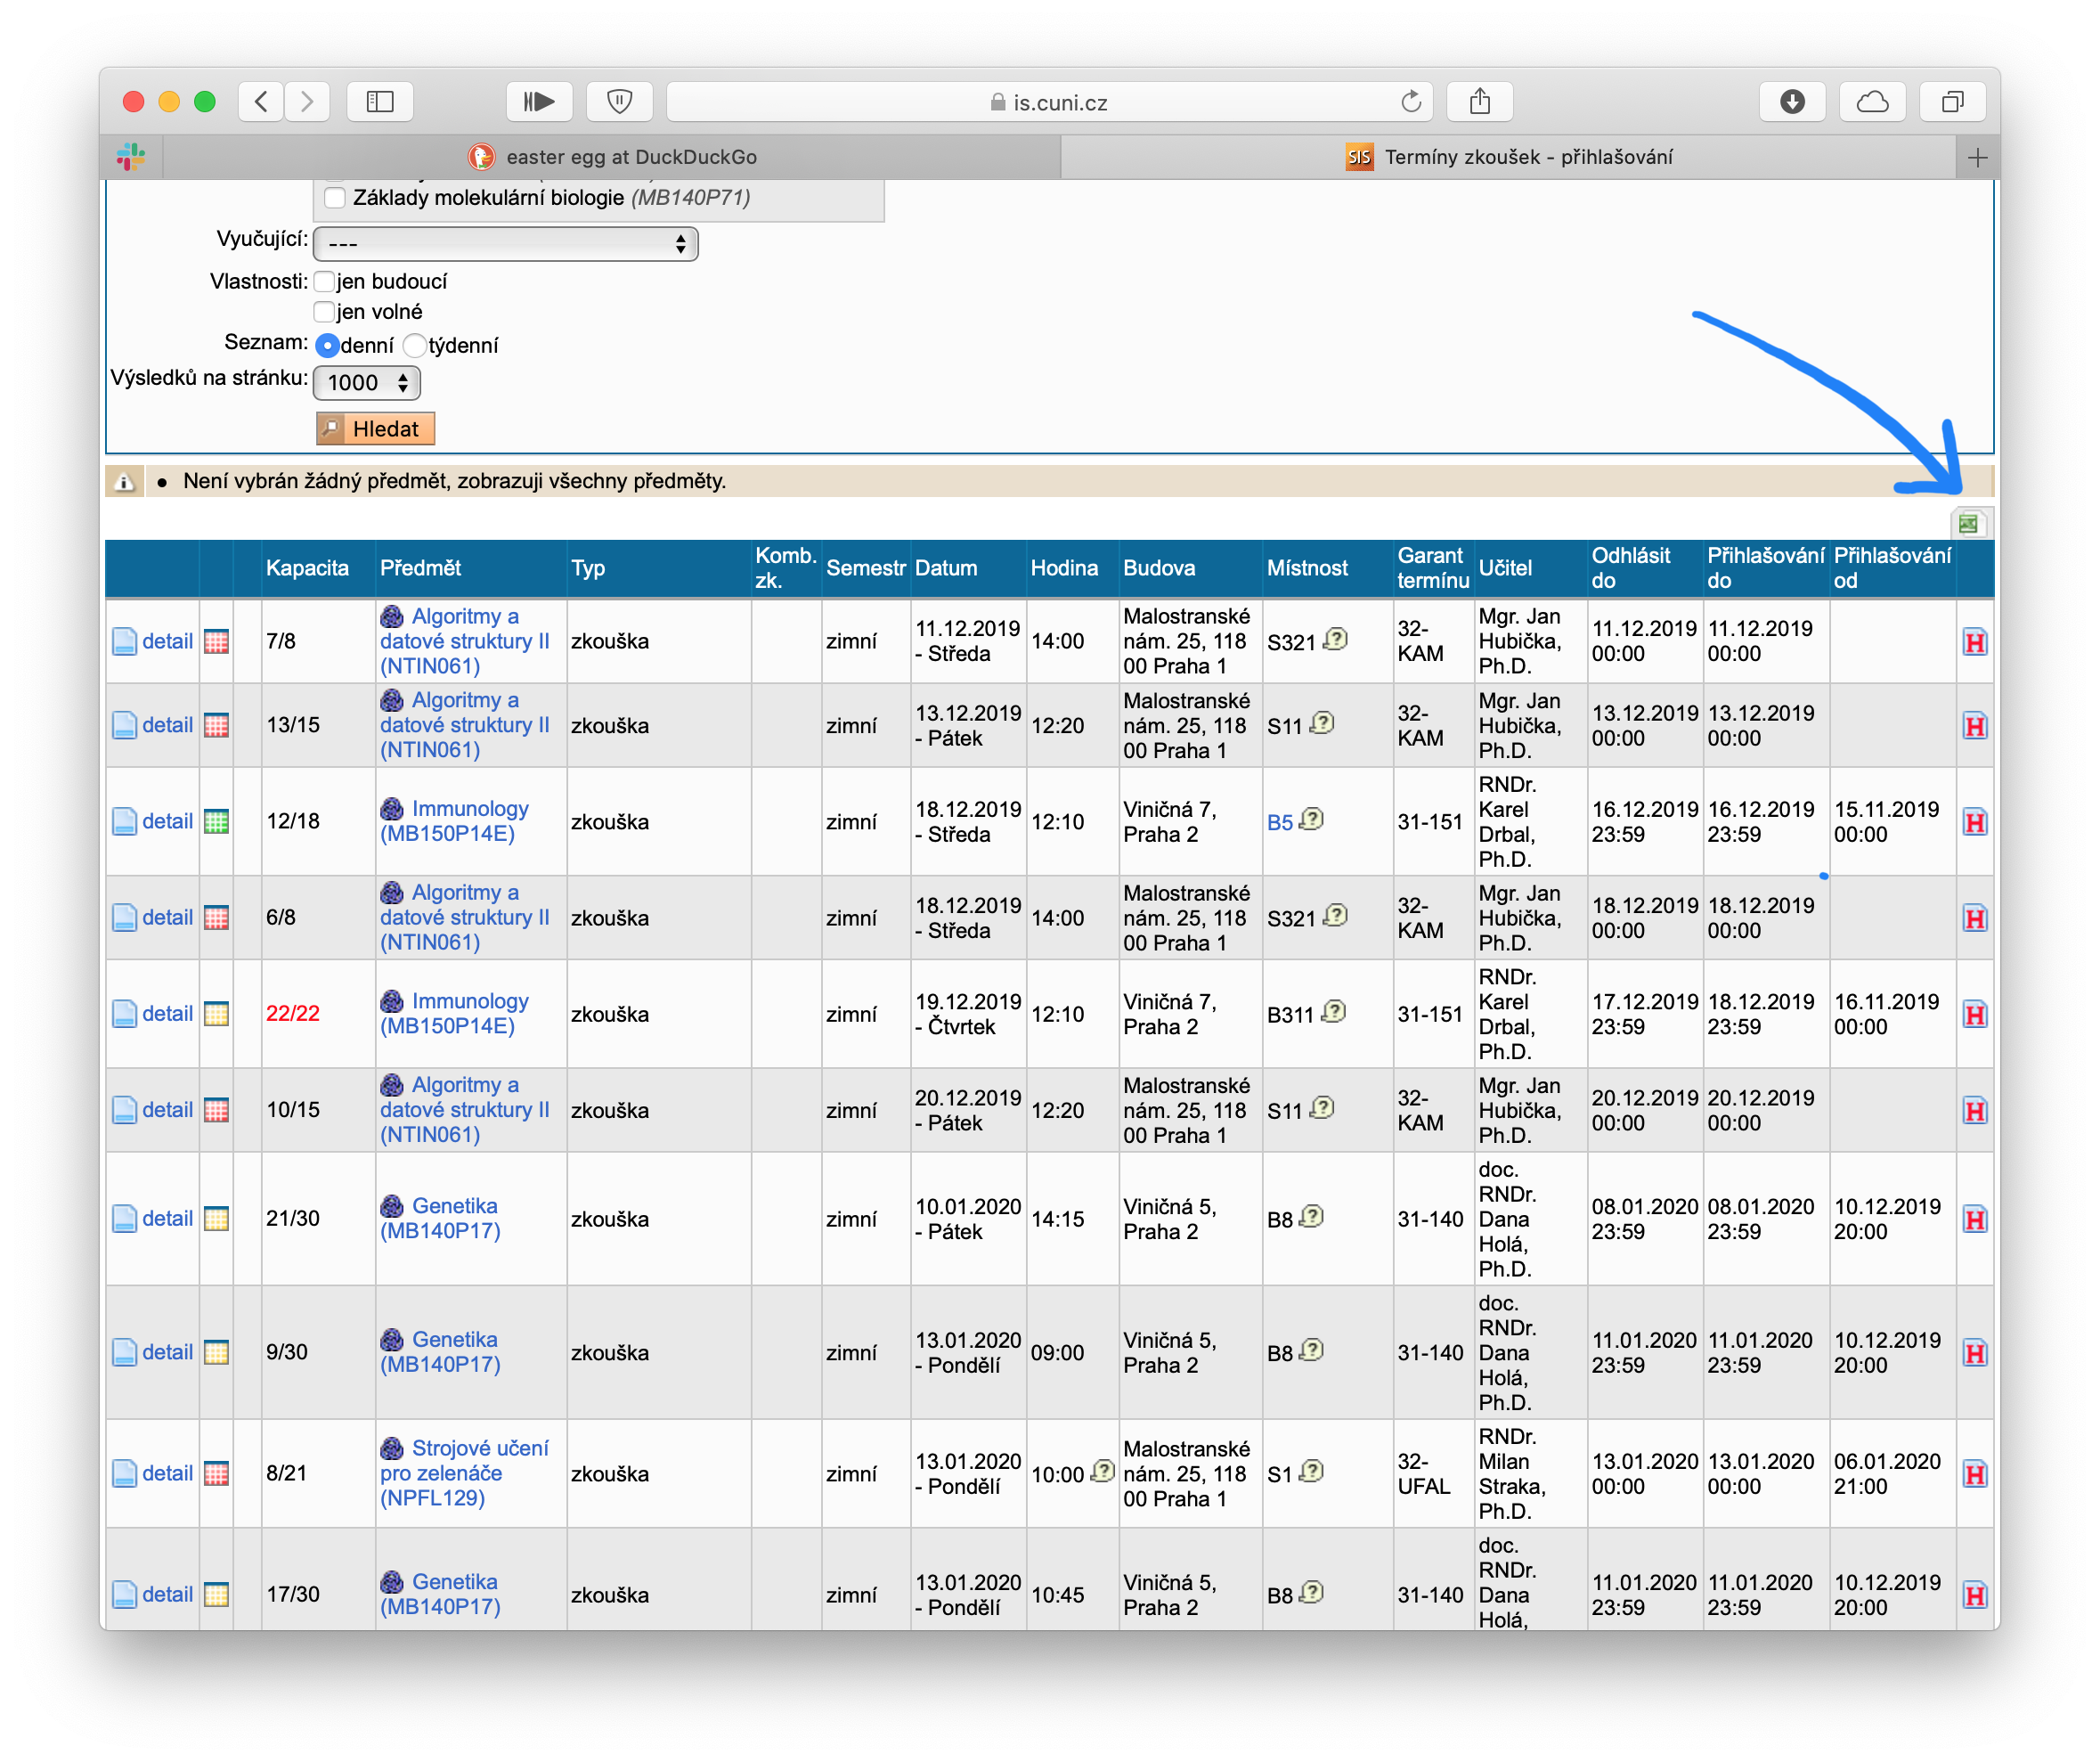 is.cuni.cz
easter egg at DuckDuckGo
SIS Termíny zkoušek - přihlašování
Základy molekulární biologie (MB140P71)
Vyučující: ---
Vlastnosti: jen budoucí
jen volné
Seznam: denní týdenní
Výsledků na stránku: 1000
Hledat
Není vybrán žádný předmět, zobrazuji všechny předměty.
Kapacita Předmět Typ Komb. zk. Semestr Datum Hodina Budova Místnost Garant termínu Učitel Odhlásit do Přihlašování do Přihlašování od
detail 7/8 Algoritmy a datové struktury II (NTIN061) zkouška zimní 11.12.2019 - Středa 14:00 Malostranské nám. 25, 118 00 Praha 1 S321 32-KAM Mgr. Jan Hubička, Ph.D. 11.12.2019 00:00 11.12.2019 00:00 H
detail 13/15 Algoritmy a datové struktury II (NTIN061) zkouška zimní 13.12.2019 - Pátek 12:20 Malostranské nám. 25, 118 00 Praha 1 S11 32-KAM Mgr. Jan Hubička, Ph.D. 13.12.2019 00:00 13.12.2019 00:00 H
detail 12/18 Immunology (MB150P14E) zkouška zimní 18.12.2019 - Středa 12:10 Viničná 7, Praha 2 B5 31-151 RNDr. Karel Drbal, Ph.D. 16.12.2019 23:59 16.12.2019 23:59 15.11.2019 00:00 H
detail 6/8 Algoritmy a datové struktury II (NTIN061) zkouška zimní 18.12.2019 - Středa 14:00 Malostranské nám. 25, 118 00 Praha 1 S321 32-KAM Mgr. Jan Hubička, Ph.D. 18.12.2019 00:00 18.12.2019 00:00 H
detail 22/22 Immunology (MB150P14E) zkouška zimní 19.12.2019 - Čtvrtek 12:10 Viničná 7, Praha 2 B311 31-151 RNDr. Karel Drbal, Ph.D. 17.12.2019 23:59 18.12.2019 23:59 16.11.2019 00:00 H
detail 10/15 Algoritmy a datové struktury II (NTIN061) zkouška zimní 20.12.2019 - Pátek 12:20 Malostranské nám. 25, 118 00 Praha 1 S11 32-KAM Mgr. Jan Hubička, Ph.D. 20.12.2019 00:00 20.12.2019 00:00 H
detail 21/30 Genetika (MB140P17) zkouška zimní 10.01.2020 - Pátek 14:15 Viničná 5, Praha 2 B8 31-140 doc. RNDr. Dana Holá, Ph.D. 08.01.2020 23:59 08.01.2020 23:59 10.12.2019 20:00 H
detail 9/30 Genetika (MB140P17) zkouška zimní 13.01.2020 - Pondělí 09:00 Viničná 5, Praha 2 B8 31-140 doc. RNDr. Dana Holá, Ph.D. 11.01.2020 23:59 11.01.2020 23:59 10.12.2019 20:00 H
detail 8/21 Strojové učení pro zelenáče (NPFL129) zkouška zimní 13.01.2020 - Pondělí 10:00 Malostranské nám. 25, 118 00 Praha 1 S1 32-UFAL RNDr. Milan Straka, Ph.D. 13.01.2020 00:00 13.01.2020 00:00 06.01.2020 21:00 H
detail 17/30 Genetika (MB140P17) zkouška zimní 13.01.2020 - Pondělí 10:45 Viničná 5, Praha 2 B8 31-140 doc. RNDr. Dana Holá, 11.01.2020 23:59 11.01.2020 23:59 10.12.2019 20:00 H